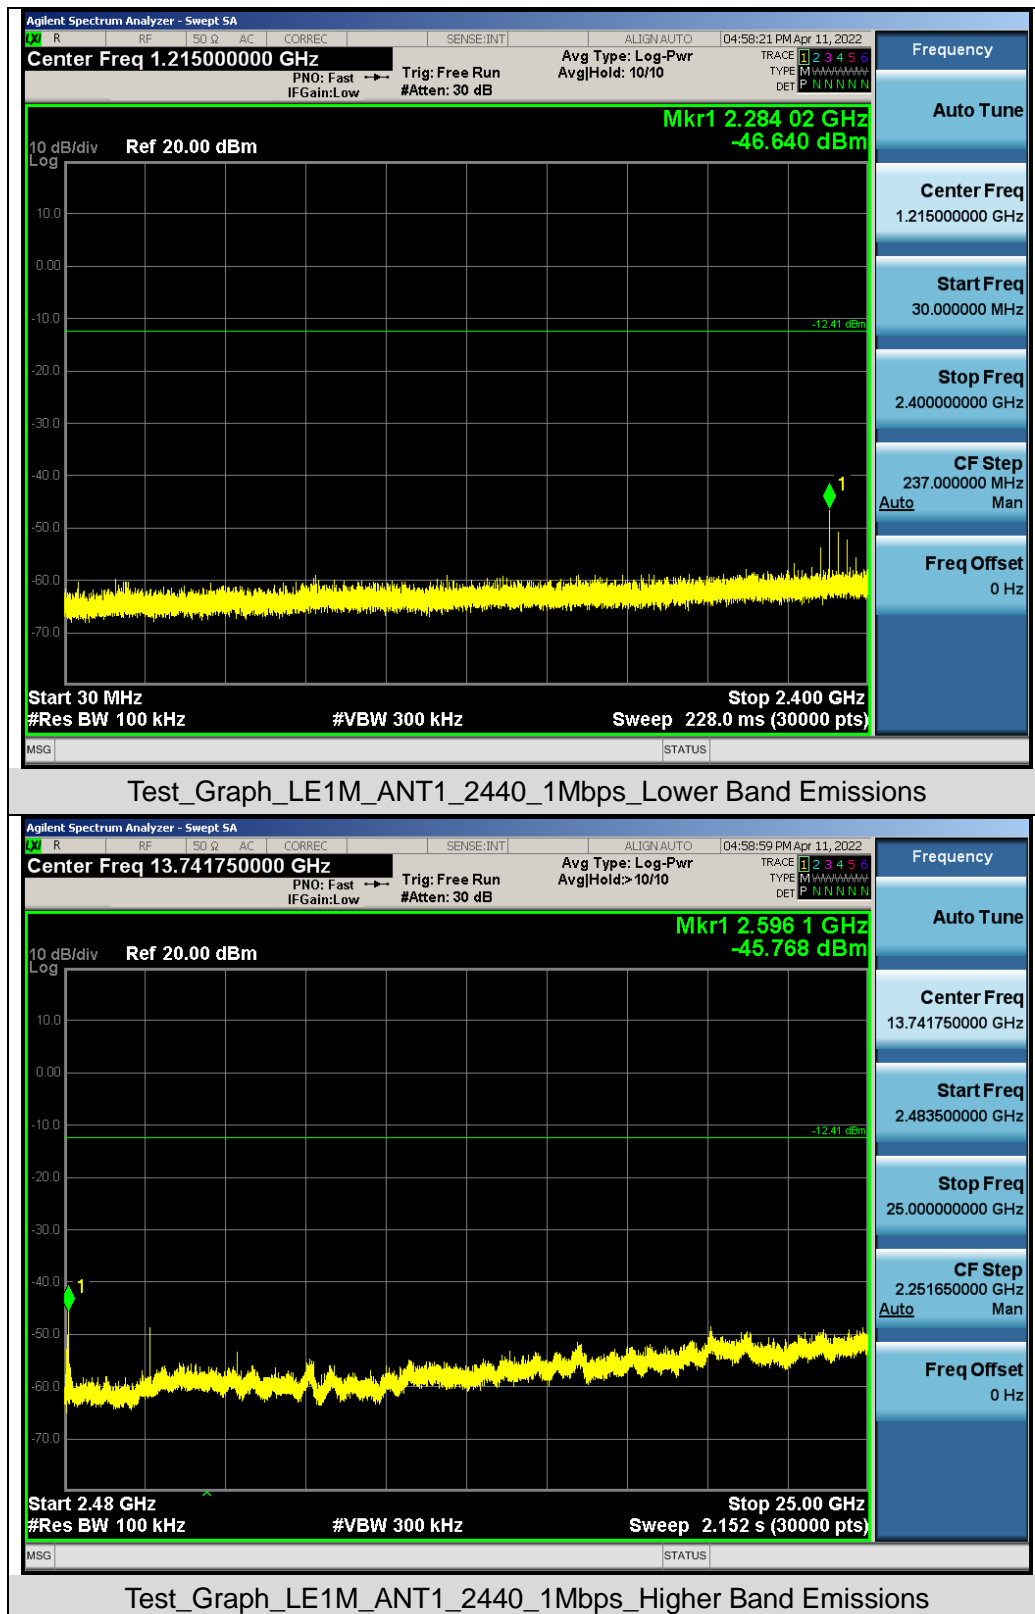 Agilent Spectrum Analyzer - Swept SA
LXI R RF 50 Ω AC CORREC SENSE:INT ALIGN AUTO 04:58:21 PM Apr 11, 2022
Center Freq 1.215000000 GHz
PNO: Fast
IFGain:Low
Trig: Free Run
#Atten: 30 dB
Avg Type: Log-Pwr
Avg|Hold: 10/10
TRACE 1 2 3 4 5 6
TYPE M
DET P N N N N N
Mkr1 2.284 02 GHz
-46.640 dBm
10 dB/div Ref 20.00 dBm
Log
10.0
0.00
-10.0
-12.41 dBm
-20.0
-30.0
-40.0
1
-50.0
-60.0
-70.0
Start 30 MHz Stop 2.400 GHz
#Res BW 100 kHz #VBW 300 kHz Sweep 228.0 ms (30000 pts)
MSG STATUS
Frequency
Auto Tune
Center Freq
1.215000000 GHz
Start Freq
30.000000 MHz
Stop Freq
2.400000000 GHz
CF Step
237.000000 MHz
Auto Man
Freq Offset
0 Hz
Test_Graph_LE1M_ANT1_2440_1Mbps_Lower Band Emissions
Agilent Spectrum Analyzer - Swept SA
LXI R RF 50 Ω AC CORREC SENSE:INT ALIGN AUTO 04:58:59 PM Apr 11, 2022
Center Freq 13.741750000 GHz
PNO: Fast
IFGain:Low
Trig: Free Run
#Atten: 30 dB
Avg Type: Log-Pwr
Avg|Hold:>10/10
TRACE 1 2 3 4 5 6
TYPE M
DET P N N N N N
Mkr1 2.596 1 GHz
-45.768 dBm
10 dB/div Ref 20.00 dBm
Log
10.0
0.00
-10.0
-12.41 dBm
-20.0
-30.0
-40.0
1
-50.0
-60.0
-70.0
Start 2.48 GHz Stop 25.00 GHz
#Res BW 100 kHz #VBW 300 kHz Sweep 2.152 s (30000 pts)
MSG STATUS
Frequency
Auto Tune
Center Freq
13.741750000 GHz
Start Freq
2.483500000 GHz
Stop Freq
25.000000000 GHz
CF Step
2.251650000 GHz
Auto Man
Freq Offset
0 Hz
Test_Graph_LE1M_ANT1_2440_1Mbps_Higher Band Emissions